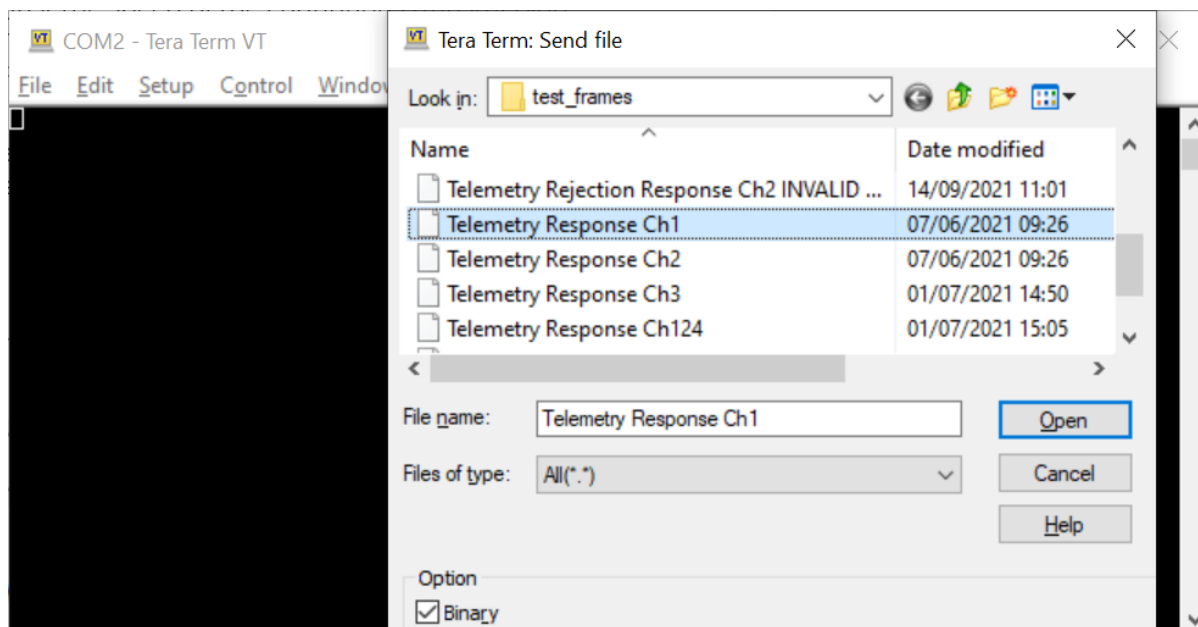 COM2 - Tera Term VT
File Edit Setup Control Window
Tera Term: Send file
Look in: test_frames
Name Date modified
Telemetry Rejection Response Ch2 INVALID ... 14/09/2021 11:01
Telemetry Response Ch1 07/06/2021 09:26
Telemetry Response Ch2 07/06/2021 09:26
Telemetry Response Ch3 01/07/2021 14:50
Telemetry Response Ch124 01/07/2021 15:05
File name: Telemetry Response Ch1 Open
Files of type: All(*.*) Cancel
Help
Option
Binary